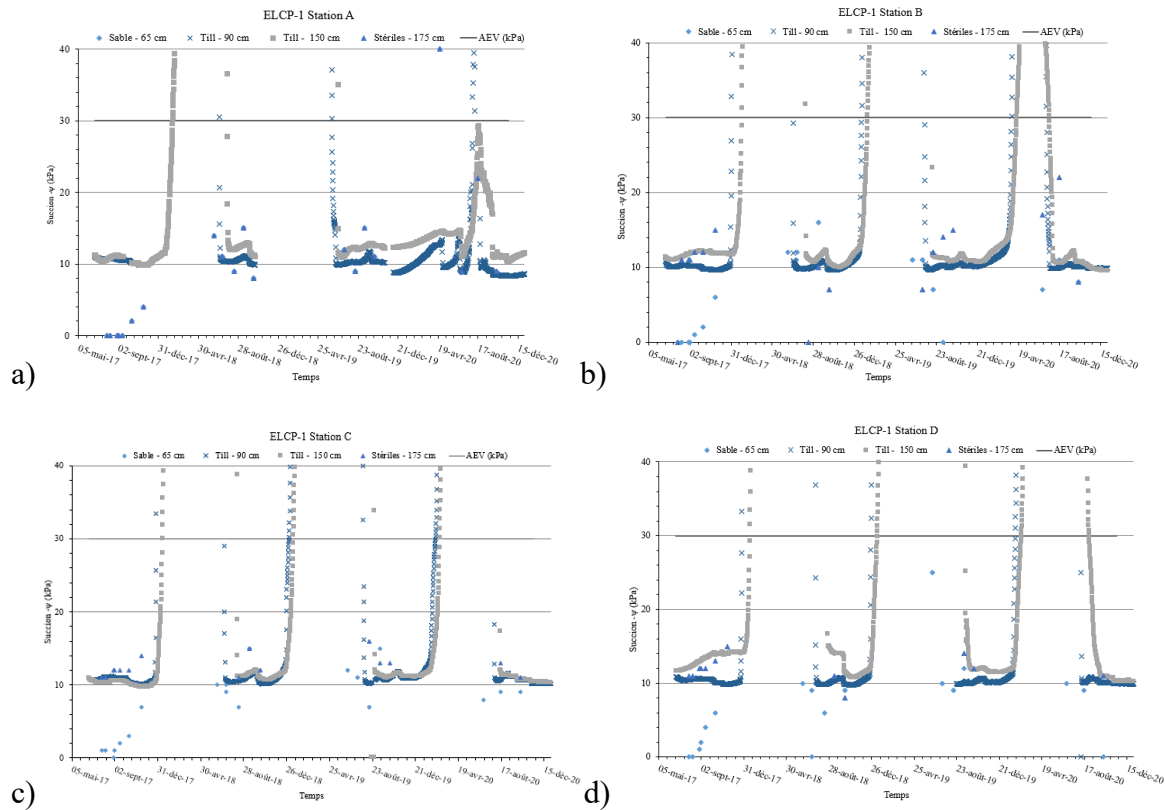 ELCP-1 Station A
Sable - 65 cm Till - 90 cm Till - 150 cm Stériles - 175 cm AEV (kPa)
40
30
20
10
0
Succion -ψ (kPa)
05-mai-17 02-sept-17 31-déc-17 30-avr-18 28-août-18 26-déc-18 25-avr-19 23-août-19 21-déc-19 19-avr-20 17-août-20 15-déc-20
Temps
a)
ELCP-1 Station B
Sable - 65 cm Till - 90 cm Till - 150 cm Stériles - 175 cm AEV (kPa)
40
30
20
10
0
Succion -ψ (kPa)
05-mai-17 02-sept-17 31-déc-17 30-avr-18 28-août-18 26-déc-18 25-avr-19 23-août-19 21-déc-19 19-avr-20 17-août-20 15-déc-20
Temps
b)
ELCP-1 Station C
Sable - 65 cm Till - 90 cm Till - 150 cm Stériles - 175 cm AEV (kPa)
40
30
20
10
0
Succion -ψ (kPa)
05-mai-17 02-sept-17 31-déc-17 30-avr-18 28-août-18 26-déc-18 25-avr-19 23-août-19 21-déc-19 19-avr-20 17-août-20 15-déc-20
Temps
c)
ELCP-1 Station D
Sable - 65 cm Till - 90 cm Till - 150 cm Stériles - 175 cm AEV (kPa)
40
30
20
10
0
Succion -ψ (kPa)
05-mai-17 02-sept-17 31-déc-17 30-avr-18 28-août-18 26-déc-18 25-avr-19 23-août-19 21-déc-19 19-avr-20 17-août-20 15-déc-20
Temps
d)